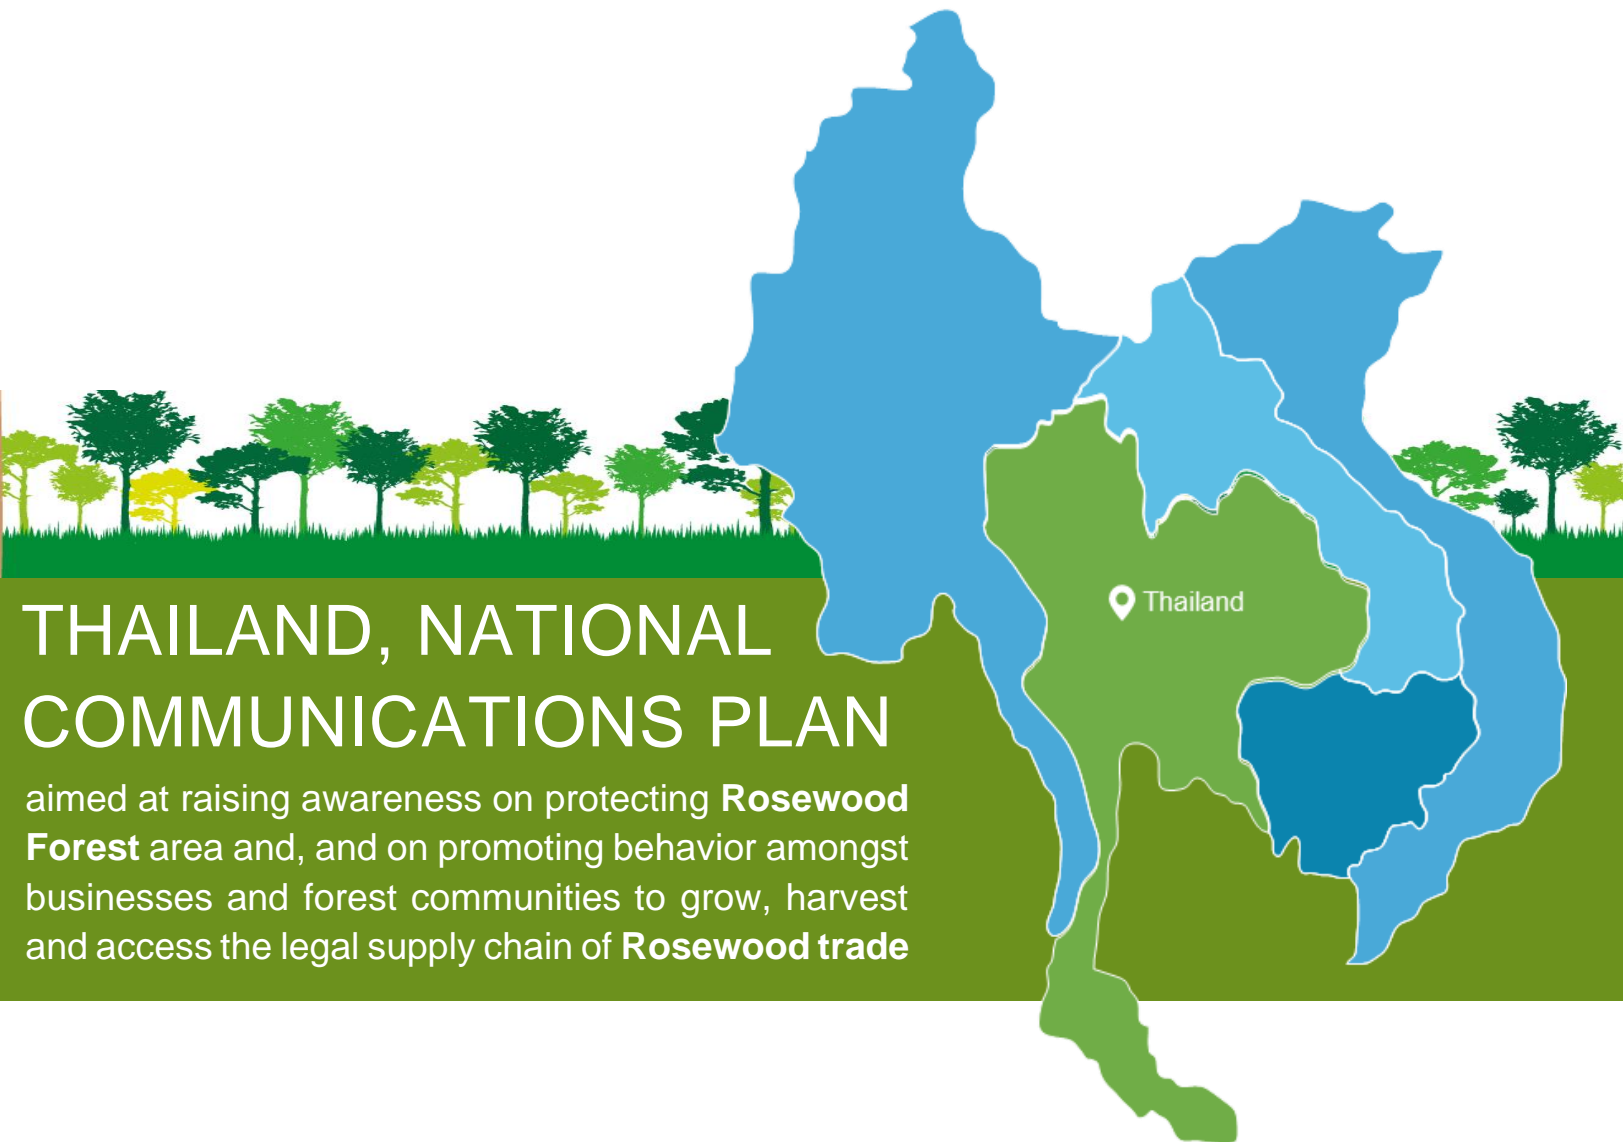 Thailand
THAILAND, NATIONAL
COMMUNICATIONS PLAN
aimed at raising awareness on protecting Rosewood
Forest area and, and on promoting behavior amongst
businesses and forest communities to grow, harvest
and access the legal supply chain of Rosewood trade